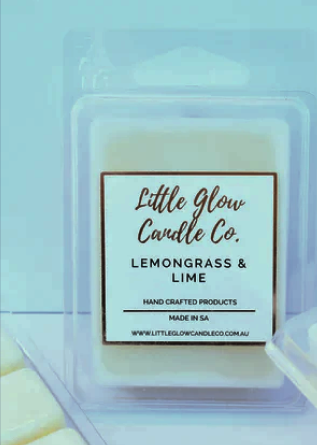 Little Glow
Candle Co.
LEMONGRASS &
LIME
HAND CRAFTED PRODUCTS
MADE IN SA
WWW.LITTLEGLOWCANDLECO.COM.AU